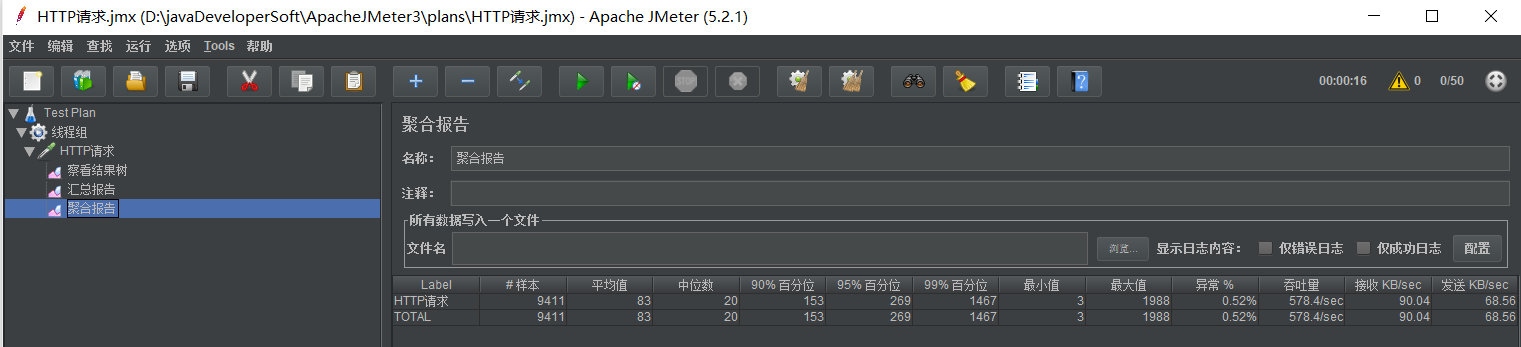 HTTP请求.jmx (D:\javaDeveloperSoft\ApacheJMeter3\plans\HTTP请求.jmx) - Apache JMeter (5.2.1)
文件 编辑 查找 运行 选项 Tools 帮助
STOP 00:00:16 0 0/50
Test Plan
线程组
HTTP请求
察看结果树
汇总报告
聚合报告
聚合报告
名称： 聚合报告
注释：
所有数据写入一个文件
文件名 浏览... 显示日志内容： 仅错误日志 仅成功日志 配置
Label # 样本 平均值 中位数 90% 百分位 95% 百分位 99% 百分位 最小值 最大值 异常 % 吞吐量 接收 KB/sec 发送 KB/sec
HTTP请求 9411 83 20 153 269 1467 3 1988 0.52% 578.4/sec 90.04 68.56
TOTAL 9411 83 20 153 269 1467 3 1988 0.52% 578.4/sec 90.04 68.56